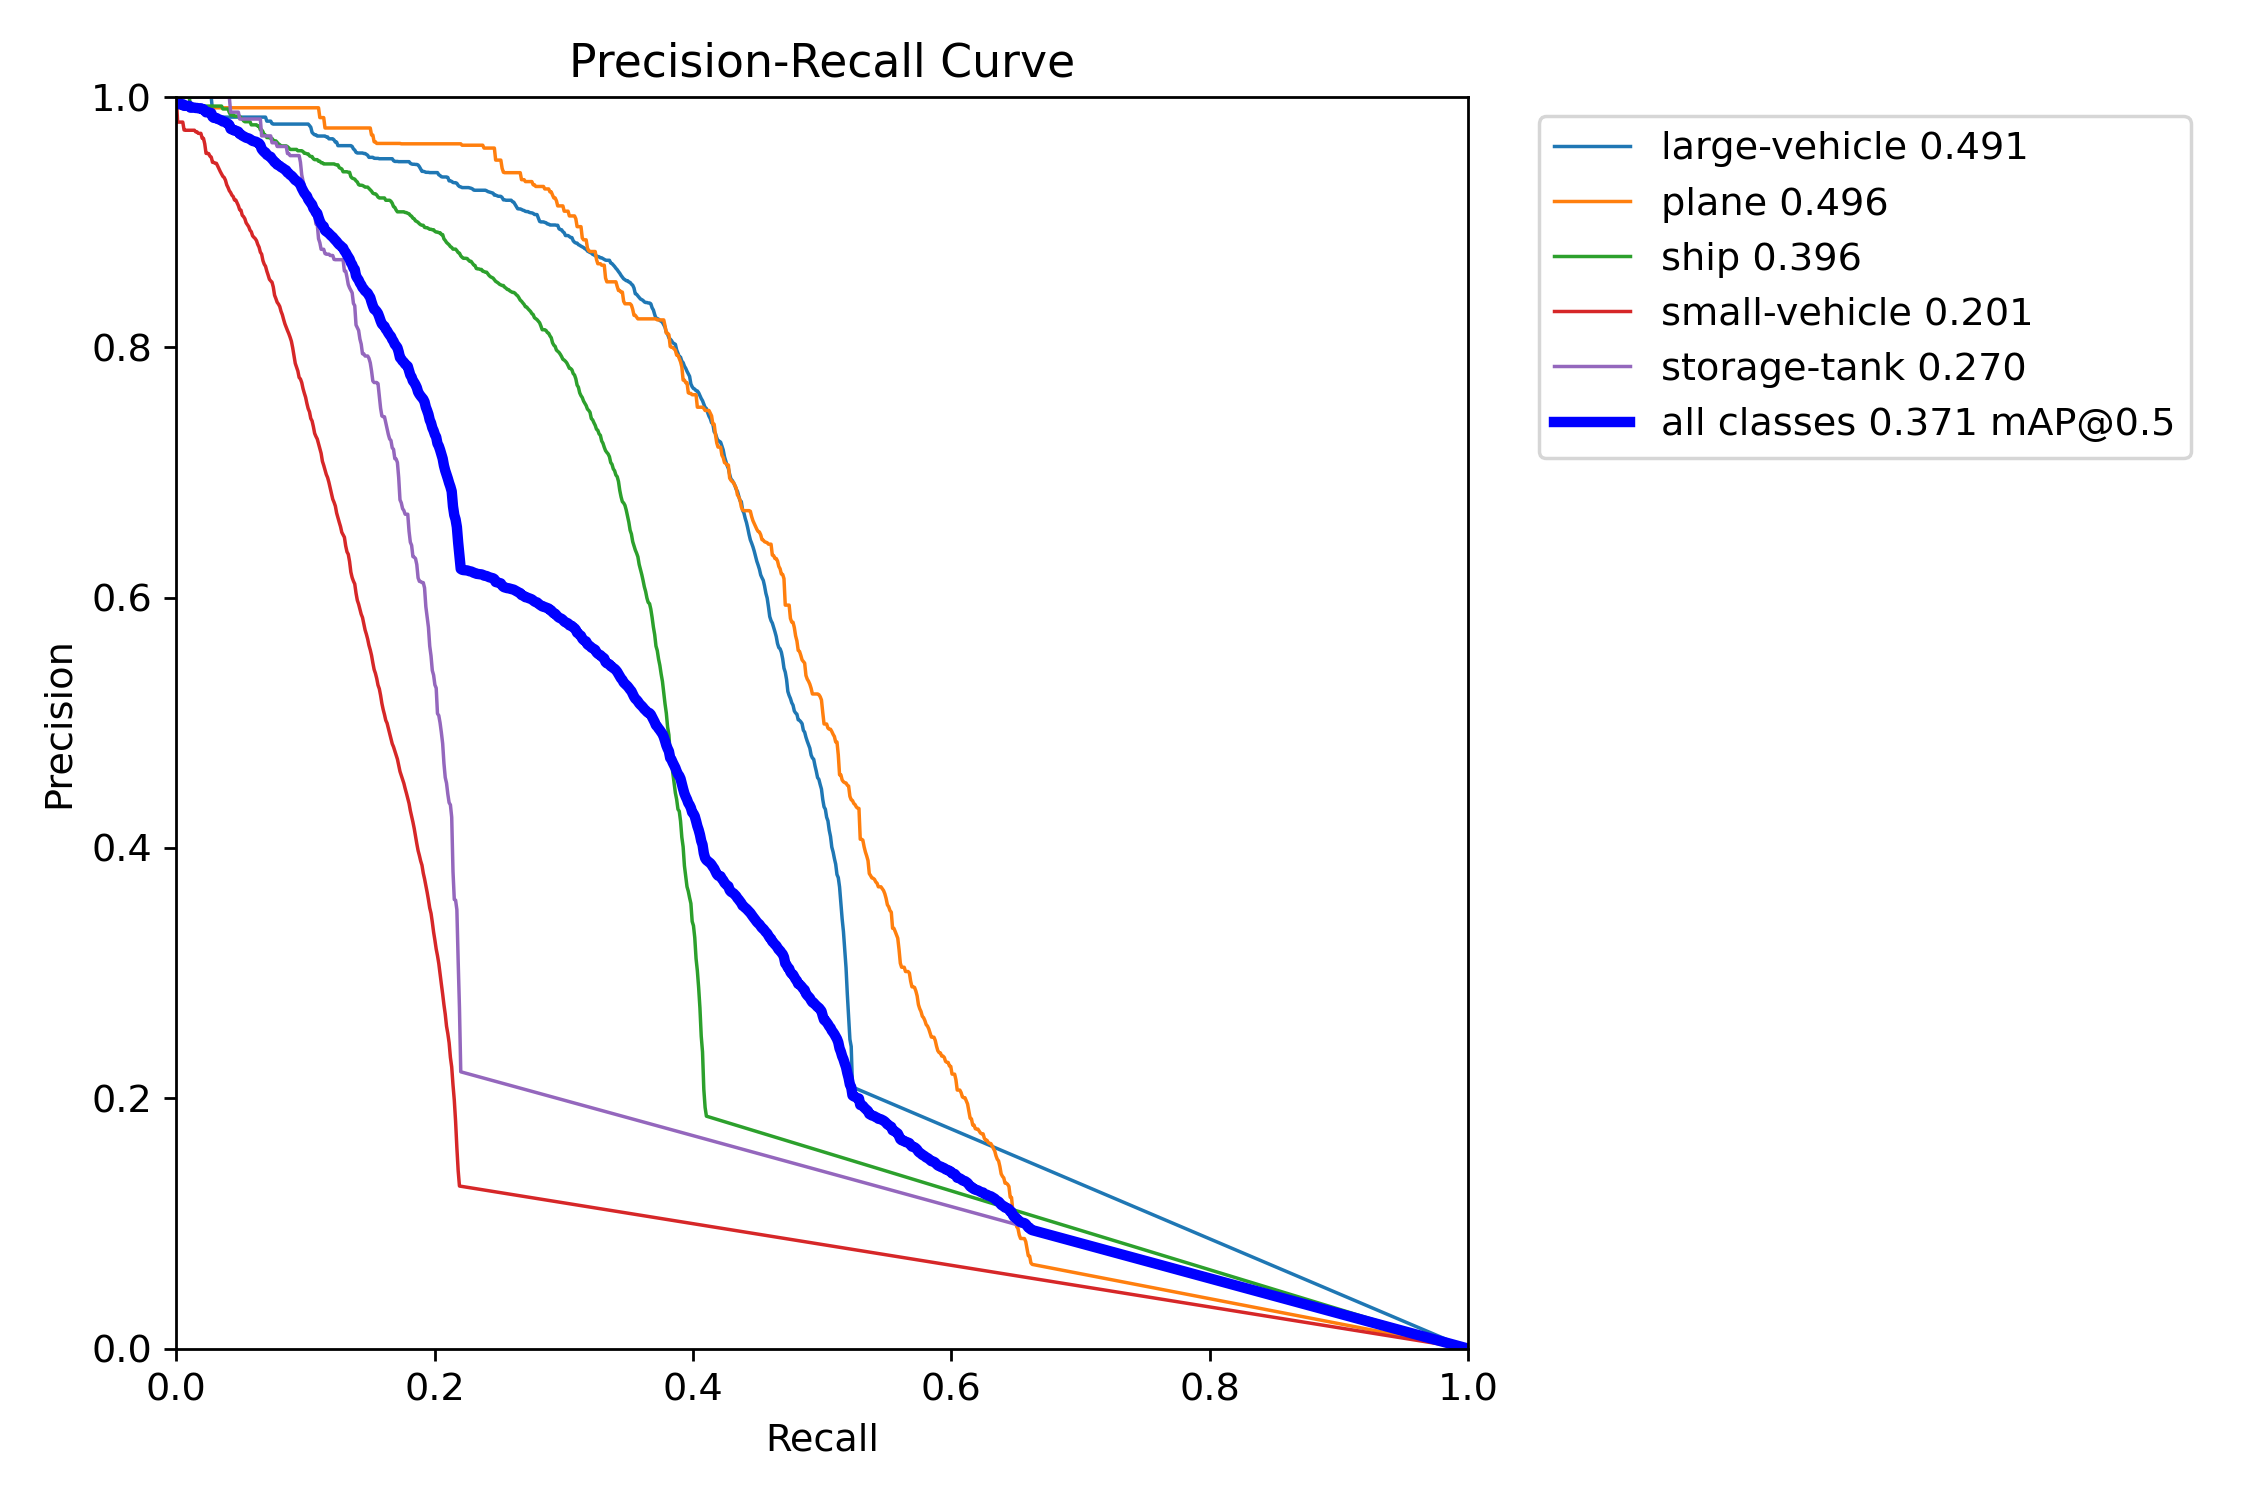 Precision-Recall Curve
1.0
0.8
0.6
0.4
0.2
0.0
Precision
0.0 0.2 0.4 0.6 0.8 1.0
Recall
large-vehicle 0.491
plane 0.496
ship 0.396
small-vehicle 0.201
storage-tank 0.270
all classes 0.371 mAP@0.5